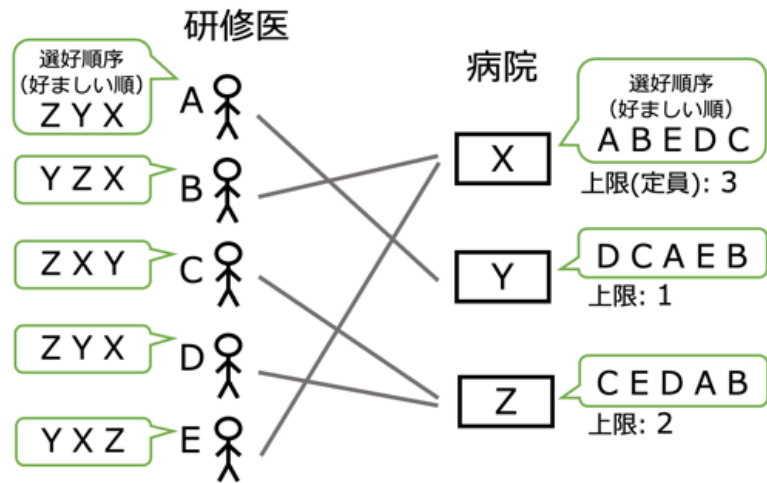 研修医
選好順序
(好ましい順)
Z Y X
A
Y Z X
B
Z X Y
C
Z Y X
D
Y X Z
E
病院
選好順序
(好ましい順)
A B E D C
X
上限(定員): 3
D C A E B
Y
上限: 1
C E D A B
Z
上限: 2